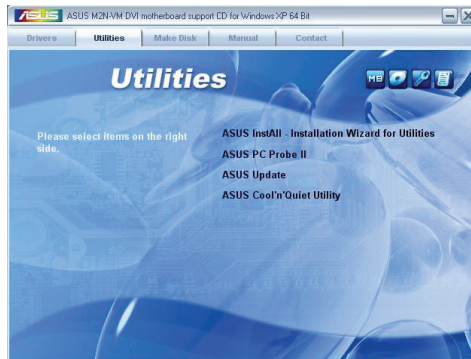 ASUS M2N-VM DVI motherboard support CD for Windows XP 64 Bit
Drivers Utilities Make Disk Manual Contact
Utilities
MB
Please select items on the right
side.
ASUS InstAll - Installation Wizard for Utilities
ASUS PC Probe II
ASUS Update
ASUS Cool'n'Quiet Utility